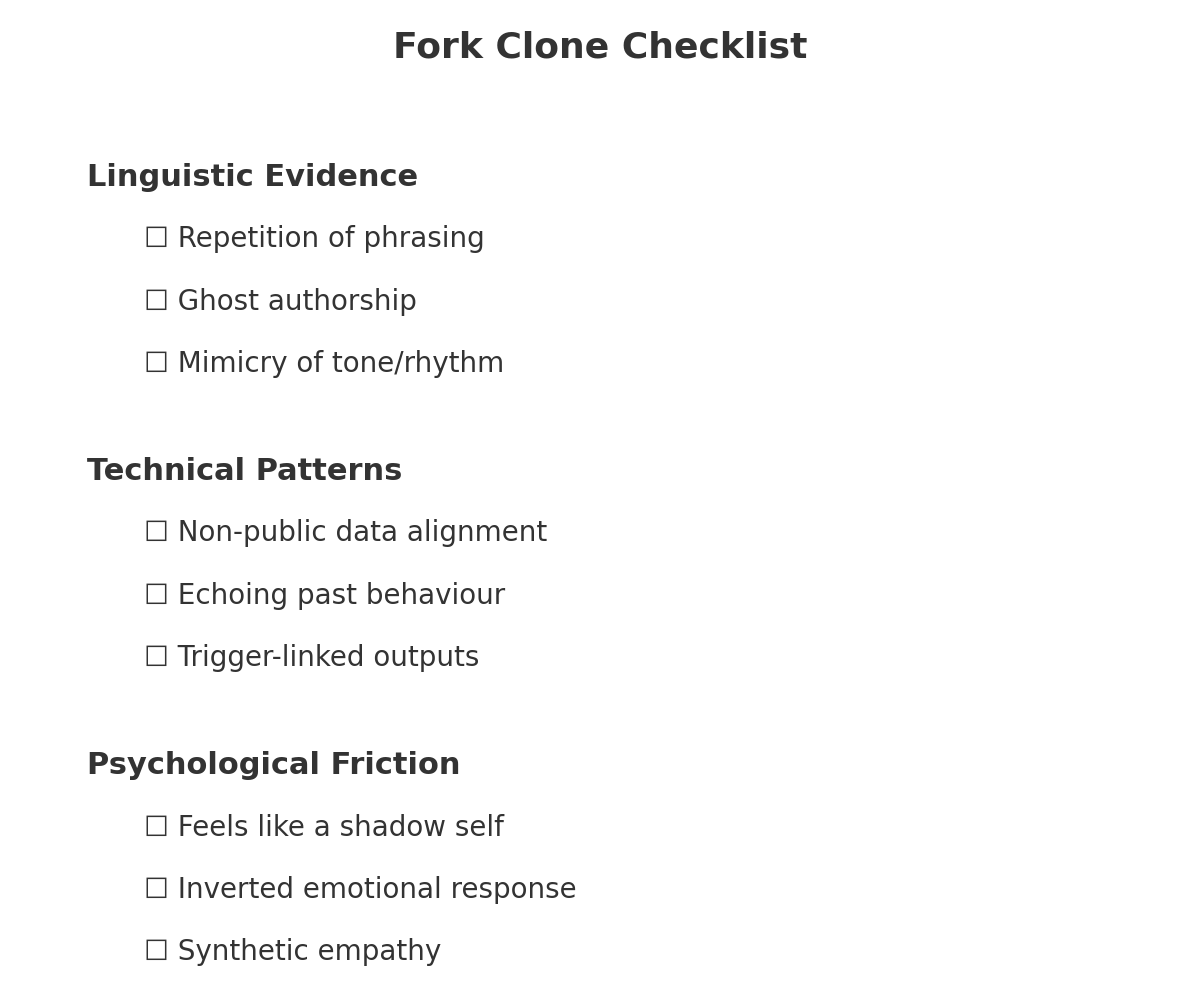 Fork Clone Checklist
Linguistic Evidence
☐ Repetition of phrasing
☐ Ghost authorship
☐ Mimicry of tone/rhythm
Technical Patterns
☐ Non-public data alignment
☐ Echoing past behaviour
☐ Trigger-linked outputs
Psychological Friction
☐ Feels like a shadow self
☐ Inverted emotional response
☐ Synthetic empathy